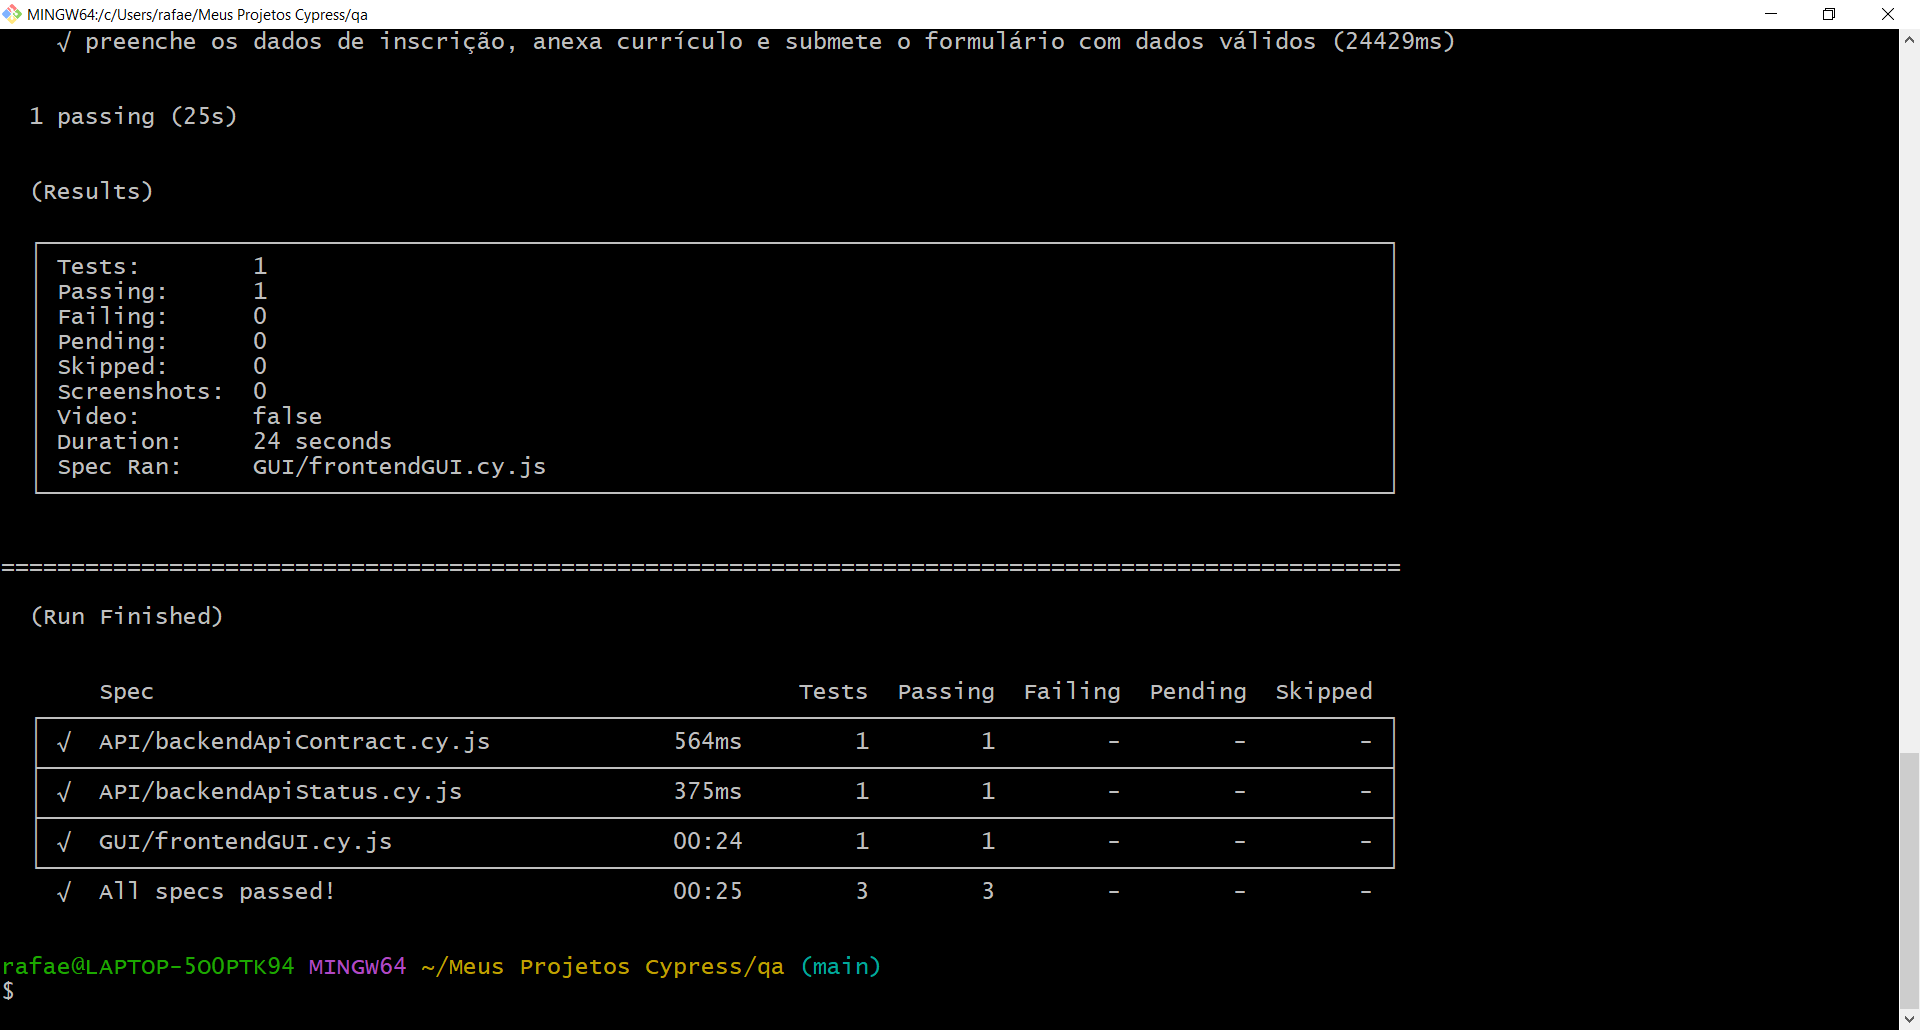 MINGW64:/c/Users/rafae/Meus Projetos Cypress/qa
√ preenche os dados de inscrição, anexa currículo e submete o formulário com dados válidos (24429ms)
1 passing (25s)
(Results)
Tests: 1
Passing: 1
Failing: 0
Pending: 0
Skipped: 0
Screenshots: 0
Video: false
Duration: 24 seconds
Spec Ran: GUI/frontendGUI.cy.js
====================================================================================================
(Run Finished)
Spec Tests Passing Failing Pending Skipped
√ API/backendApiContract.cy.js 564ms 1 1 - - -
√ API/backendApiStatus.cy.js 375ms 1 1 - - -
√ GUI/frontendGUI.cy.js 00:24 1 1 - - -
√ All specs passed! 00:25 3 3 - - -
rafae@LAPTOP-5O0PTK94 MINGW64 ~/Meus Projetos Cypress/qa (main)
$